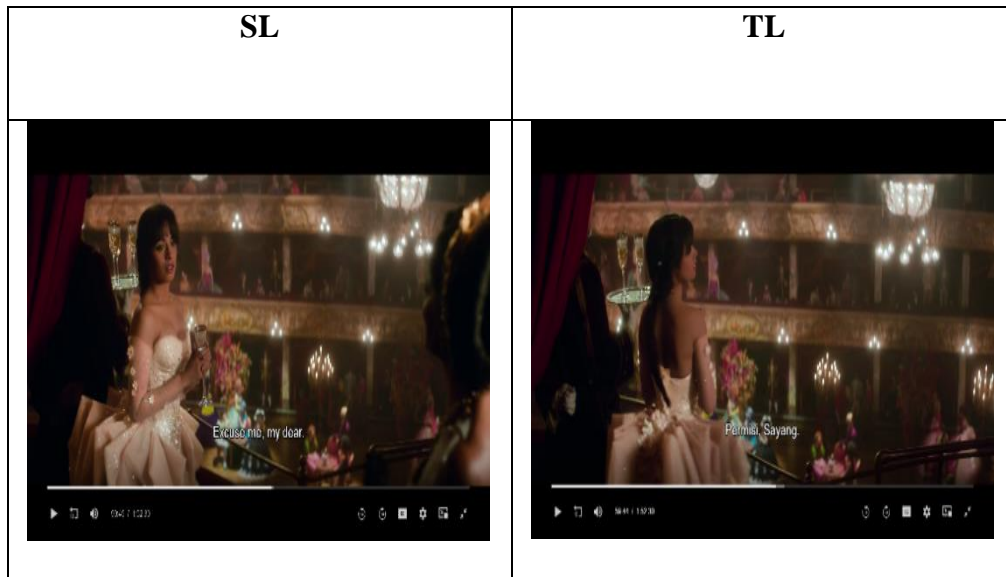 SL
TL
Excuse me, my dear.
Permisi, Sayang.